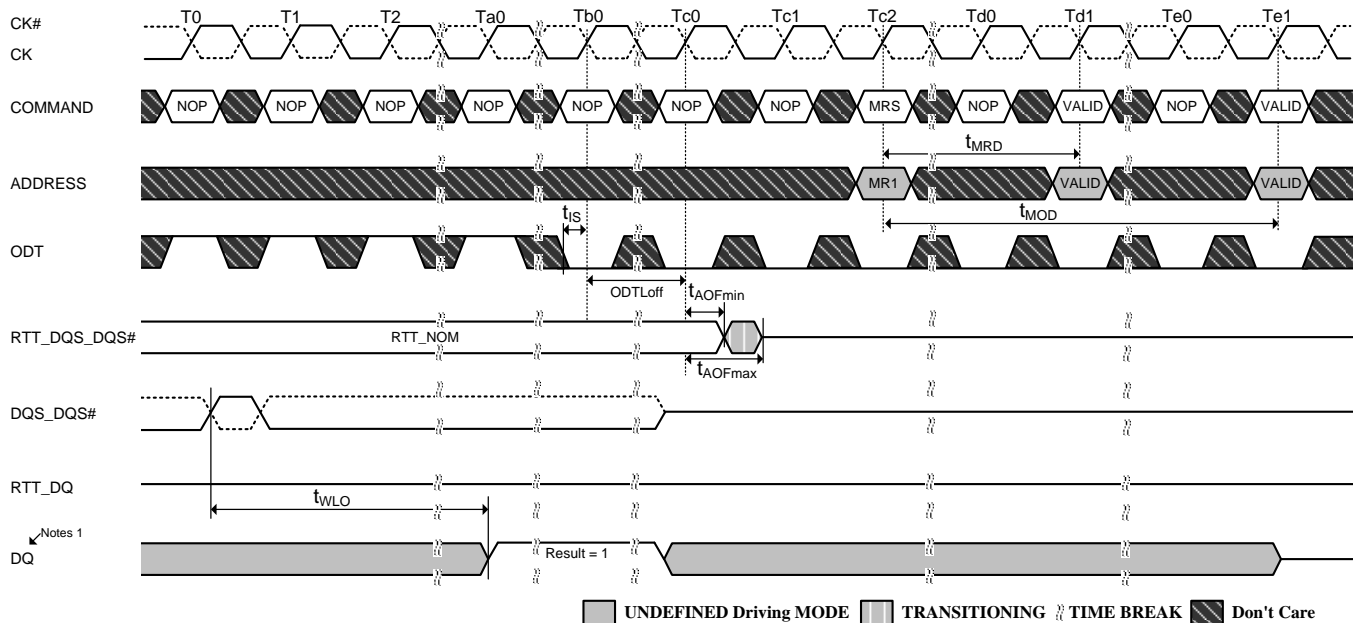 T0 T1 T2 Ta0 Tb0 Tc0 Tc1 Tc2 Td0 Td1 Te0 Te1
CK#
CK
COMMAND NOP NOP NOP NOP NOP NOP NOP MRS NOP VALID NOP VALID
tMRD
ADDRESS MR1 VALID VALID
tIS tMOD
ODT
ODTLoff tAOFmin
RTT_DQS_DQS# RTT_NOM
tAOFmax
DQS_DQS#
RTT_DQ
tWLO
Notes 1
DQ Result = 1
UNDEFINED Driving MODE TRANSITIONING TIME BREAK Don't Care